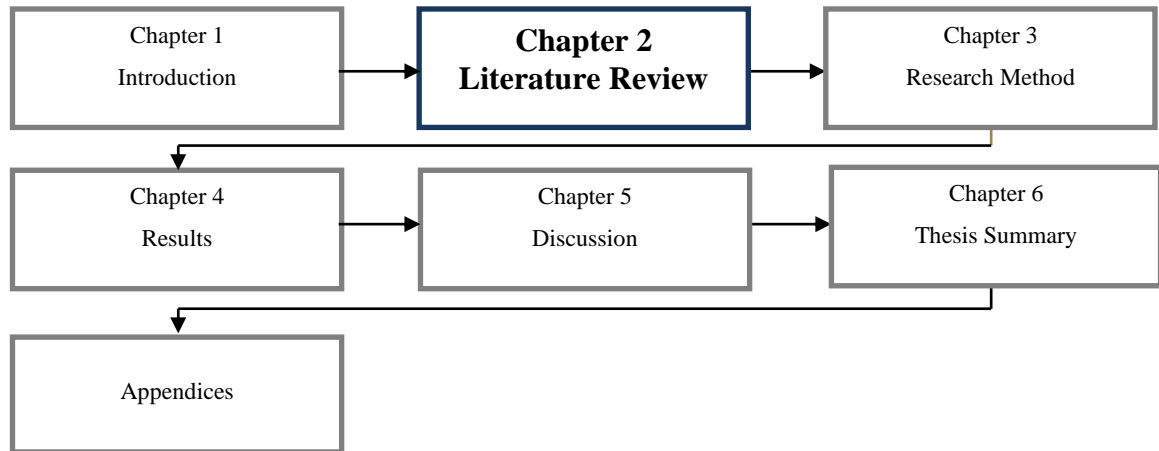 Chapter 1
Introduction
Chapter 2
Literature Review
Chapter 3
Research Method
Chapter 4
Results
Chapter 5
Discussion
Chapter 6
Thesis Summary
Appendices